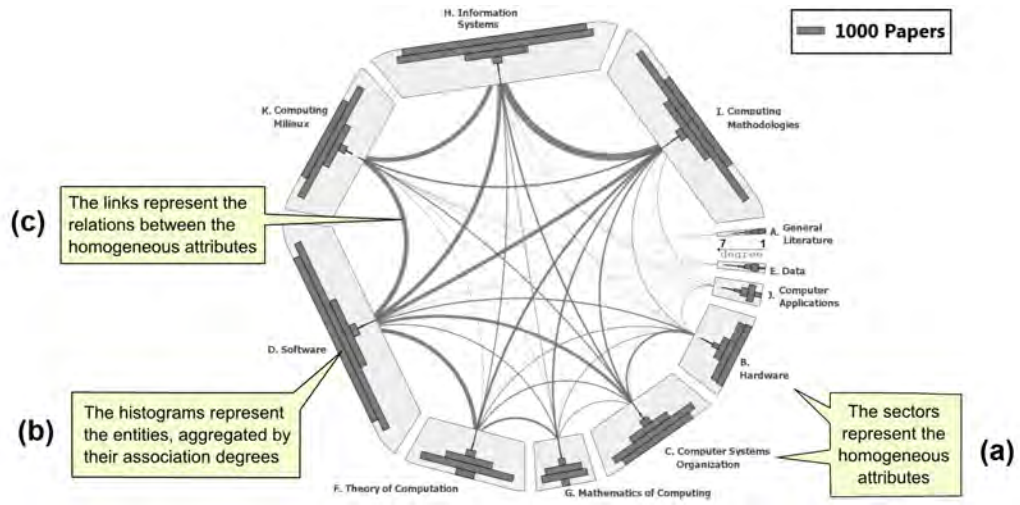 H. Information
Systems
1000 Papers
K. Computing
Milieux
I. Computing
Methodologies
(c)
The links represent the
relations between the
homogeneous attributes
A. General
Literature
7 1
E. Data
J. Computer
Applications
D. Software
B.
Hardware
(b)
The histograms represent
the entities, aggregated by
their association degrees
The sectors
represent the
homogeneous
attributes
(a)
C. Computer Systems
Organization
F. Theory of Computation
G. Mathematics of Computing